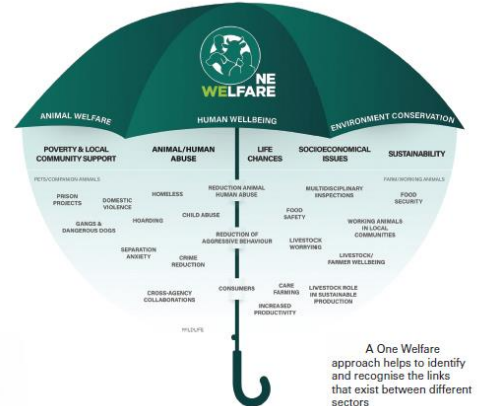 ONE
WELFARE
ANIMAL WELFARE
HUMAN WELLBEING
ENVIRONMENT CONSERVATION
POVERTY & LOCAL
COMMUNITY SUPPORT
ANIMAL/HUMAN
ABUSE
LIFE
CHANCES
SOCIOECONOMICAL
ISSUES
SUSTAINABILITY
PETS/COMPANION ANIMALS
FARM/WORKING ANIMALS
PRISON
PROJECTS
DOMESTIC
VIOLENCE
HOMELESS
REDUCTION ANIMAL
HUMAN ABUSE
MULTIDISCIPLINARY
INSPECTIONS
FOOD
SECURITY
GANGS &
DANGEROUS DOGS
HOARDING
CHILD ABUSE
FOOD
SAFETY
WORKING ANIMALS
IN LOCAL
COMMUNITIES
SEPARATION
ANXIETY
CRIME
REDUCTION
REDUCTION OF
AGGRESSIVE BEHAVIOUR
LIVESTOCK
WORRYING
LIVESTOCK/
FARMER WELLBEING
CROSS-AGENCY
COLLABORATIONS
CONSUMERS
CARE
FARMING
LIVESTOCK ROLE
IN SUSTAINABLE
PRODUCTION
INCREASED
PRODUCTIVITY
WILDLIFE
A One Welfare
approach helps to identify
and recognise the links
that exist between different
sectors